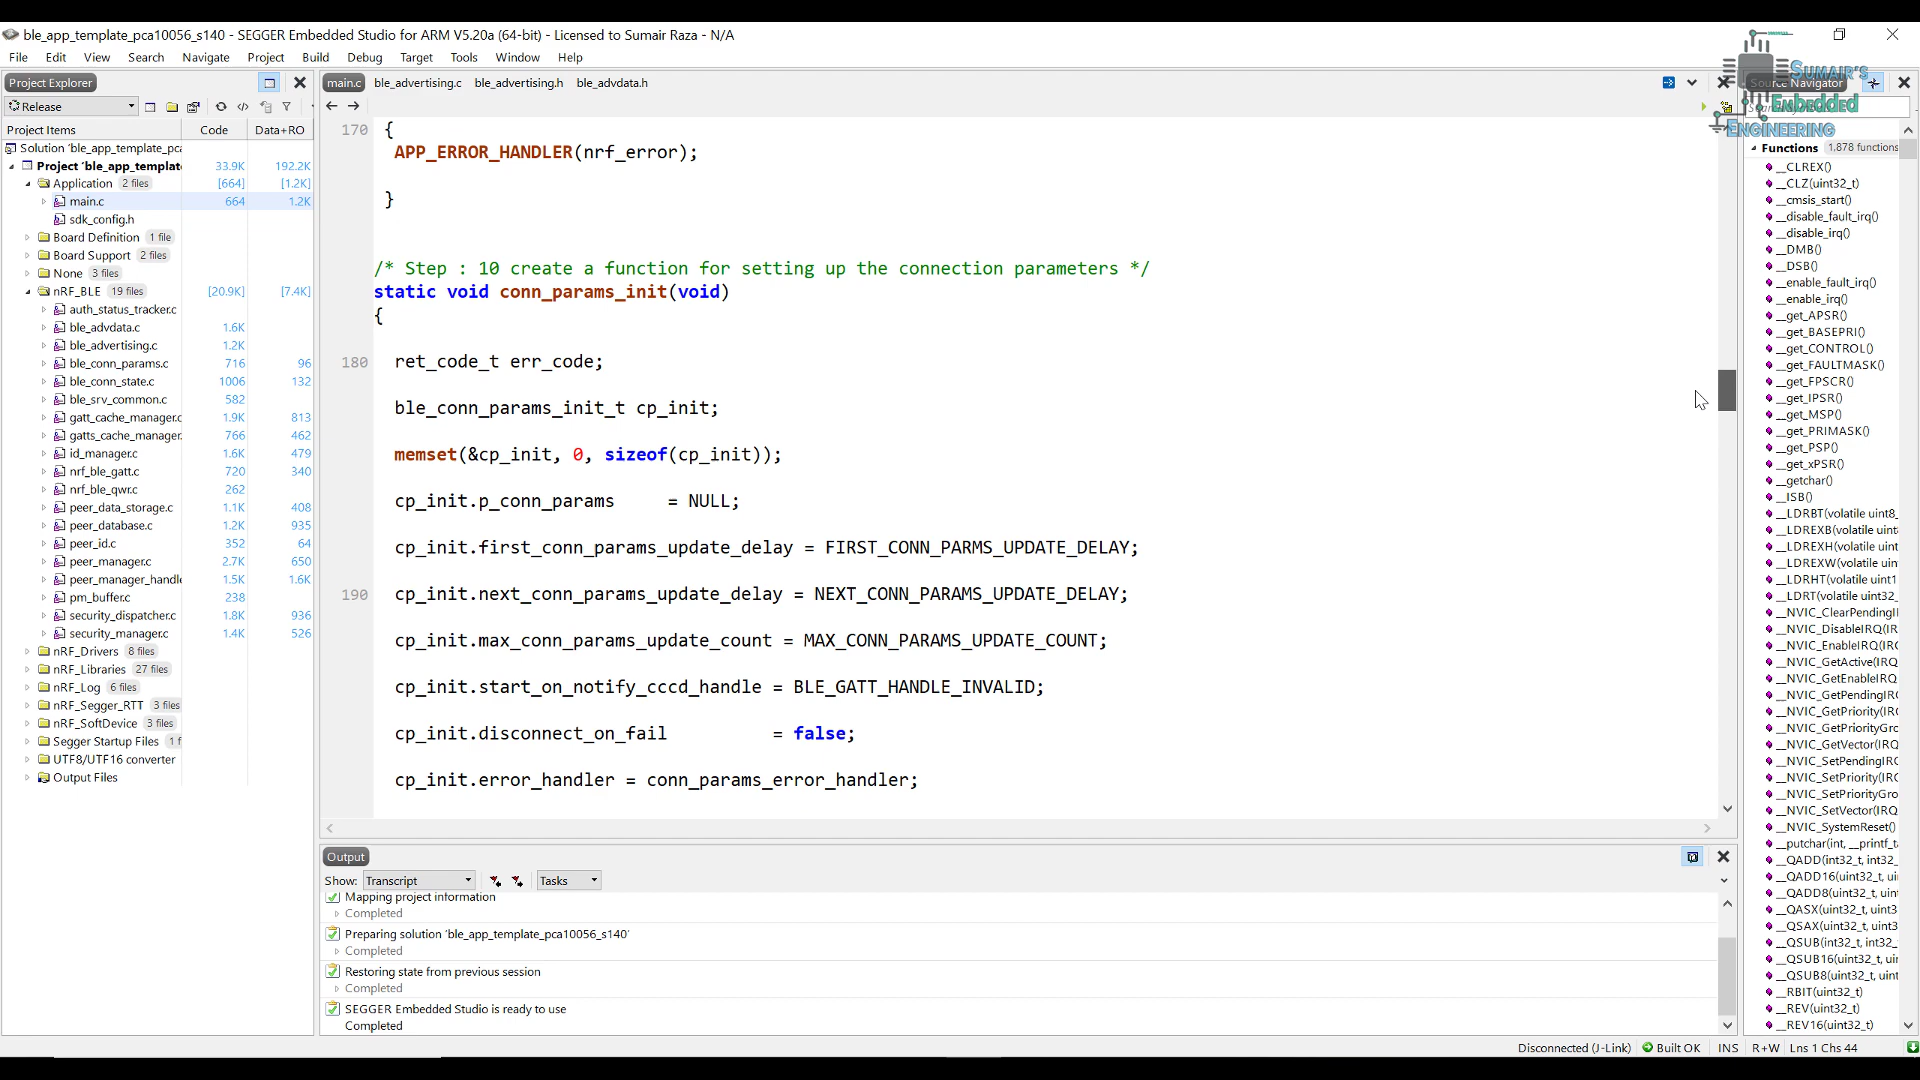 ble_app_template_pca10056_s140 - SEGGER Embedded Studio for ARM V5.20a (64-bit) - Licensed to Sumair Raza - N/A
File Edit View Search Navigate Project Build Debug Target Tools Window Help
Project Explorer
Release
Project Items Code Data+RO
Solution 'ble_app_template_pca
Project 'ble_app_templat 33.9K 192.2K
Application 2 files [664] [1.2K]
main.c 664 1.2K
sdk_config.h
Board Definition 1 file
Board Support 2 files
None 3 files
nRF_BLE 19 files [20.9K] [7.4K]
auth_status_tracker.c
ble_advdata.c 1.6K
ble_advertising.c 1.2K
ble_conn_params.c 716 96
ble_conn_state.c 1006 132
ble_srv_common.c 582
gatt_cache_manager.c 1.9K 813
gatts_cache_manager. 766 462
id_manager.c 1.6K 479
nrf_ble_gatt.c 720 340
nrf_ble_qwr.c 262
peer_data_storage.c 1.1K 408
peer_database.c 1.2K 935
peer_id.c 352 64
peer_manager.c 2.7K 650
peer_manager_handle 1.5K 1.6K
pm_buffer.c 238
security_dispatcher.c 1.8K 936
security_manager.c 1.4K 526
nRF_Drivers 8 files
nRF_Libraries 27 files
nRF_Log 6 files
nRF_Segger_RTT 3 files
nRF_SoftDevice 3 files
Segger Startup Files 1 f
UTF8/UTF16 converter
Output Files
main.c ble_advertising.c ble_advertising.h ble_advdata.h
170 {
APP_ERROR_HANDLER(nrf_error);
}
/* Step : 10 create a function for setting up the connection parameters */
static void conn_params_init(void)
{
180 ret_code_t err_code;
ble_conn_params_init_t cp_init;
memset(&cp_init, 0, sizeof(cp_init));
cp_init.p_conn_params = NULL;
cp_init.first_conn_params_update_delay = FIRST_CONN_PARMS_UPDATE_DELAY;
190 cp_init.next_conn_params_update_delay = NEXT_CONN_PARAMS_UPDATE_DELAY;
cp_init.max_conn_params_update_count = MAX_CONN_PARAMS_UPDATE_COUNT;
cp_init.start_on_notify_cccd_handle = BLE_GATT_HANDLE_INVALID;
cp_init.disconnect_on_fail = false;
cp_init.error_handler = conn_params_error_handler;
Output
Show: Transcript Tasks
Mapping project information
Completed
Preparing solution 'ble_app_template_pca10056_s140'
Completed
Restoring state from previous session
Completed
SEGGER Embedded Studio is ready to use
Completed
SUMAIR'S
Embedded
ENGINEERING
Source Navigator
Functions 1,878 functions
__CLREX()
__CLZ(uint32_t)
__cmsis_start()
__disable_fault_irq()
__disable_irq()
__DMB()
__DSB()
__enable_fault_irq()
__enable_irq()
__get_APSR()
__get_BASEPRI()
__get_CONTROL()
__get_FAULTMASK()
__get_FPSCR()
__get_IPSR()
__get_MSP()
__get_PRIMASK()
__get_PSP()
__get_xPSR()
__getchar()
__ISB()
__LDRBT(volatile uint8_
__LDREXB(volatile uint8
__LDREXH(volatile uint
__LDREXW(volatile uint
__LDRHT(volatile uint1
__LDRT(volatile uint32_
__NVIC_ClearPendingI
__NVIC_DisableIRQ(IR
__NVIC_EnableIRQ(IR
__NVIC_GetActive(IRQ
__NVIC_GetEnableIRQ
__NVIC_GetPendingIR
__NVIC_GetPriority(IRQ
__NVIC_GetPriorityGro
__NVIC_GetVector(IRQ
__NVIC_SetPendingIRC
__NVIC_SetPriority(IRC
__NVIC_SetPriorityGro
__NVIC_SetVector(IRQ
__NVIC_SystemReset()
__putchar(int, __printf_t
__QADD(int32_t, int32_
__QADD16(uint32_t, ui
__QADD8(uint32_t, uin
__QASX(uint32_t, uint3
__QSAX(uint32_t, uint3
__QSUB(int32_t, int32_
__QSUB16(uint32_t, ui
__QSUB8(uint32_t, uint
__RBIT(uint32_t)
__REV(uint32_t)
__REV16(uint32_t)
Disconnected (J-Link) Built OK INS R+W Lns 1 Chs 44